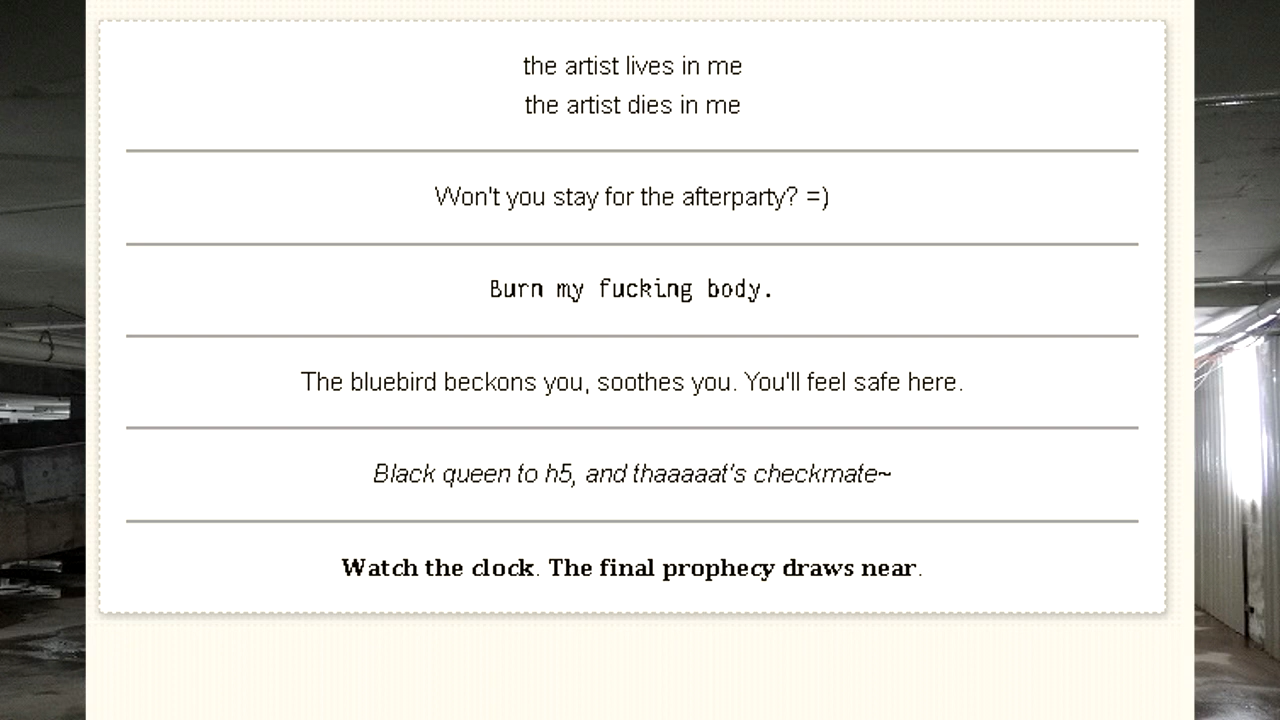 the artist lives in me
the artist dies in me
Won't you stay for the afterparty? =)
Burn my fucking body.
The bluebird beckons you, soothes you. You'll feel safe here.
Black queen to h5, and thaaaaat's checkmate~
Watch the clock. The final prophecy draws near.